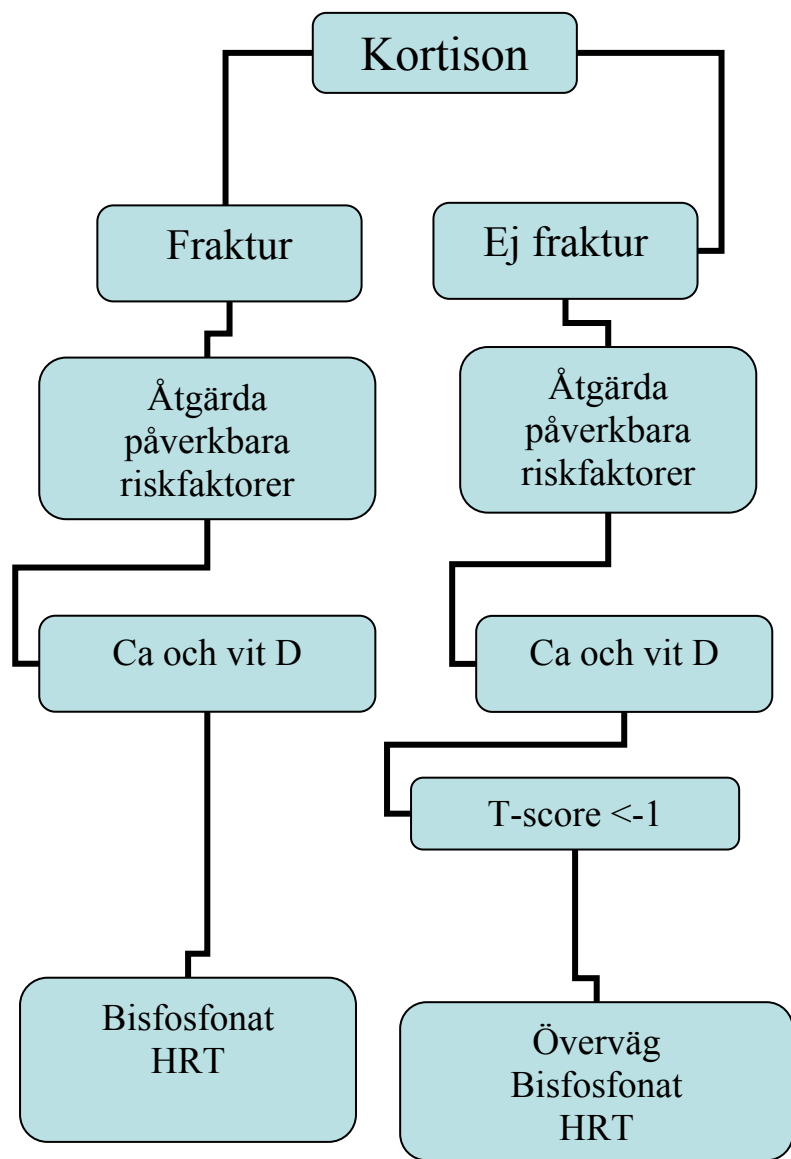 Kortison
Fraktur
Ej fraktur
Åtgärda
påverkbara
riskfaktorer
Åtgärda
påverkbara
riskfaktorer
Ca och vit D
Ca och vit D
T-score <-1
Bisfosfonat
HRT
Överväg
Bisfosfonat
HRT